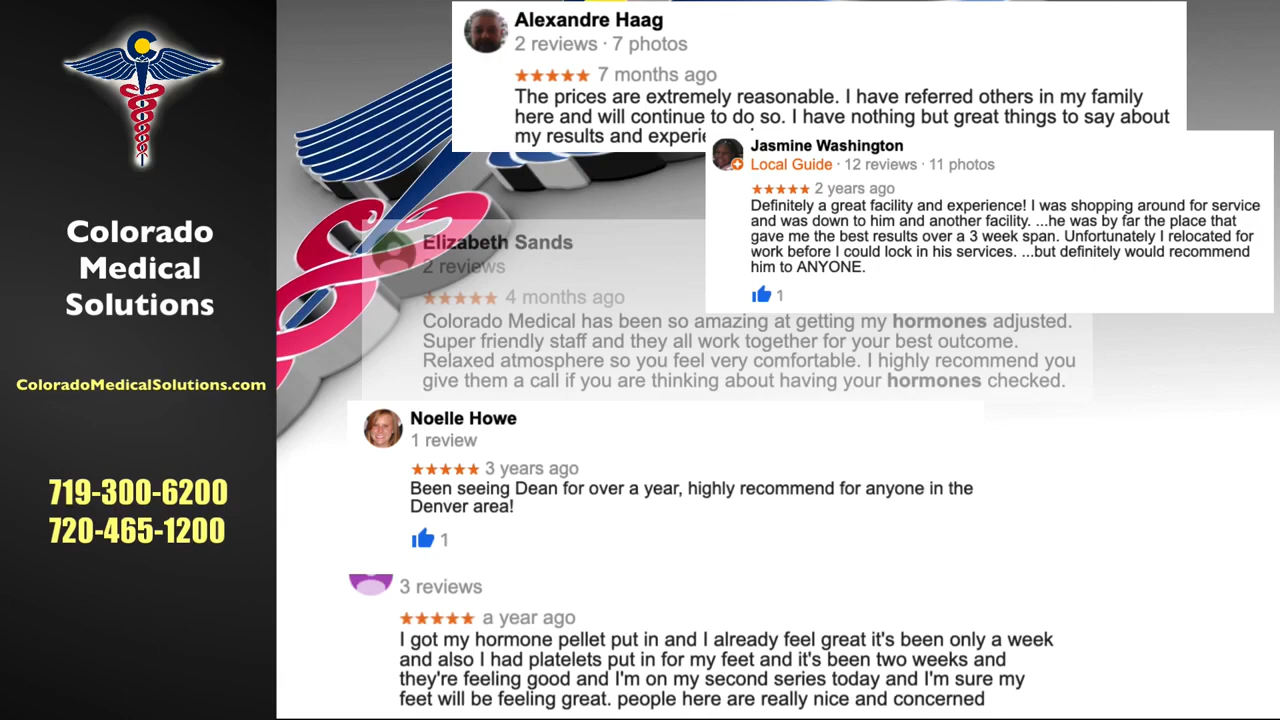 Colorado
Medical
Solutions
ColoradoMedicalSolutions.com
719-300-6200
720-465-1200
Alexandre Haag
2 reviews · 7 photos
7 months ago
The prices are extremely reasonable. I have referred others in my family
here and will continue to do so. I have nothing but great things to say about
my results and
Jasmine Washington
Local Guide · 12 reviews · 11 photos
2 years ago
Definitely a great facility and experience! I was shopping around for service
and was down to him and another facility. ...he was by far the place that
gave me the best results over a 3 week span. Unfortunately I relocated for
work before I could lock in his services. ...but definitely would recommend
him to ANYONE.
1
Elizabeth Sands
2 reviews
4 months ago
Colorado Medical has been so amazing at getting my hormones adjusted.
Super friendly staff and they all work together for your best outcome.
Relaxed atmosphere so you feel very comfortable. I highly recommend you
give them a call if you are thinking about having your hormones checked.
Noelle Howe
1 review
3 years ago
Been seeing Dean for over a year, highly recommend for anyone in the
Denver area!
1
3 reviews
a year ago
I got my hormone pellet put in and I already feel great it's been only a week
and also I had platelets put in for my feet and it's been two weeks and
they're feeling good and I'm on my second series today and I'm sure my
feet will be feeling great. people here are really nice and concerned